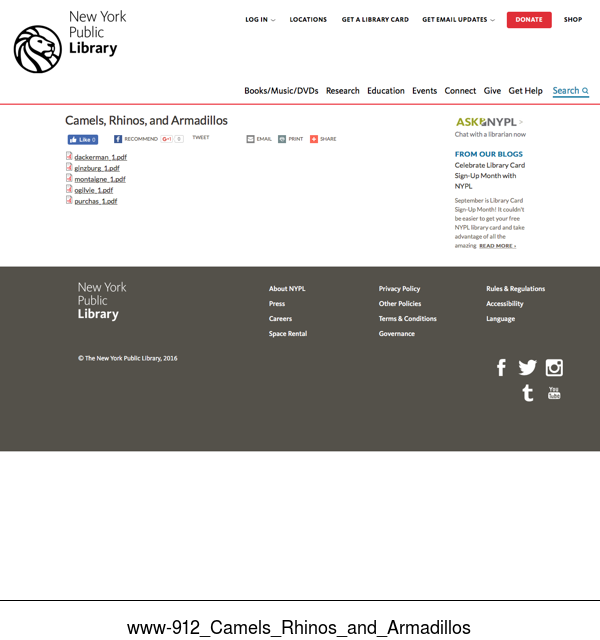 New York
Public
Library
LOG IN
LOCATIONS
GET A LIBRARY CARD
GET EMAIL UPDATES
DONATE
SHOP
Books/Music/DVDs
Research
Education
Events
Connect
Give
Get Help
Search
Camels, Rhinos, and Armadillos
Like 0
RECOMMEND
G+1
0
TWEET
EMAIL
PRINT
SHARE
dackerman_1.pdf
ginzburg_1.pdf
montaigne_1.pdf
ogilvie_1.pdf
purchas_1.pdf
ASK NYPL >
Chat with a librarian now
FROM OUR BLOGS
Celebrate Library Card
Sign-Up Month with
NYPL
September is Library Card
Sign-Up Month! It couldn't
be easier to get your free
NYPL library card and take
advantage of all the
amazing READ MORE ›
New York
Public
Library
About NYPL
Press
Careers
Space Rental
Privacy Policy
Other Policies
Terms & Conditions
Governance
Rules & Regulations
Accessibility
Language
© The New York Public Library, 2016
You
Tube
www-912_Camels_Rhinos_and_Armadillos